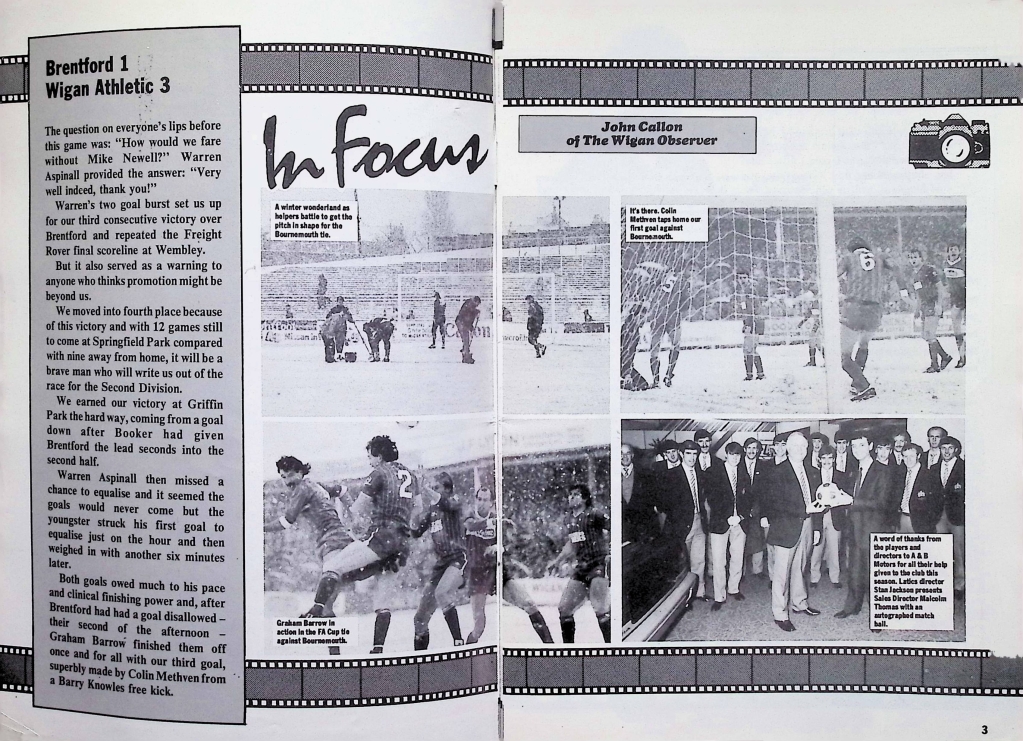 Brentford 1
Wigan Athletic 3
The question on everyone's lips before
this game was: "How would we fare
without Mike Newell?" Warren
Aspinall provided the answer: "Very
well indeed, thank you!"
Warren's two goal burst set us up
for our third consecutive victory over
Brentford and repeated the Freight
Rover final scoreline at Wembley.
But it also served as a warning to
anyone who thinks promotion might be
beyond us.
We moved into fourth place because
of this victory and with 12 games still
to come at Springfield Park compared
with nine away from home, it will be a
brave man who will write us out of the
race for the Second Division.
We earned our victory at Griffin
Park the hard way, coming from a goal
down after Booker had given
Brentford the lead seconds into the
second half.
Warren Aspinall then missed a
chance to equalise and it seemed the
goals would never come but the
youngster struck his first goal to
equalise just on the hour and then
weighed in with another six minutes
later.
Both goals owed much to his pace
and clinical finishing power and, after
Brentford had had a goal disallowed –
their second of the afternoon –
Graham Barrow finished them off
once and for all with our third goal,
superbly made by Colin Methven from
a Barry Knowles free kick.
In Focus
John Callon
of The Wigan Observer
A winter wonderland as
helpers battle to get the
pitch in shape for the
Bournemouth tie.
It's there. Colin
Methven taps home our
first goal against
Bournemouth.
5
6
2
Graham Barrow in
action in the FA Cup tie
against Bournemouth.
A word of thanks from
the players and
directors to A & B
Motors for all their help
given to the club this
season. Latics director
Stan Jackson presents
Sales Director Malcolm
Thomas with an
autographed match
ball.
3